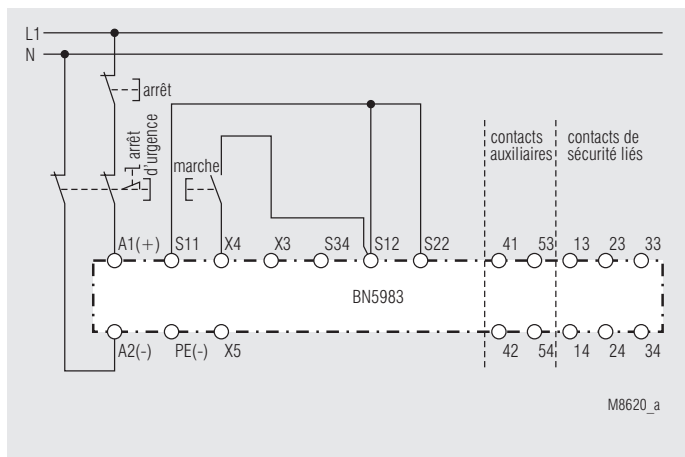 L1
N
arrêt
arrêt
d'urgence
marche
contacts
auxiliaires
contacts de
sécurité liés
A1(+) S11 X4 X3 S34 S12 S22 41 53 13 23 33
BN5983
A2(-) PE(-) X5 42 54 14 24 34
M8620_a